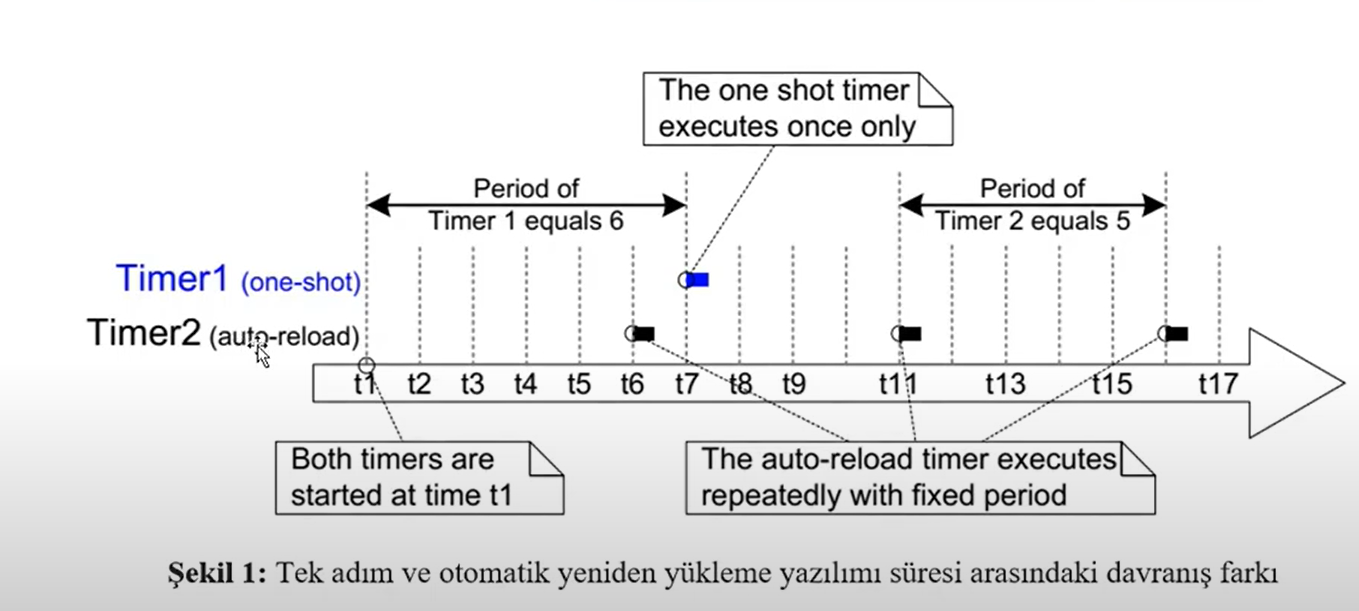 The one shot timer
executes once only
Period of
Timer 1 equals 6
Period of
Timer 2 equals 5
Timer1 (one-shot)
Timer2 (auto-reload)
t1 t2 t3 t4 t5 t6 t7 t8 t9 t11 t13 t15 t17
Both timers are
started at time t1
The auto-reload timer executes
repeatedly with fixed period
Şekil 1: Tek adım ve otomatik yeniden yükleme yazılımı süresi arasındaki davranış farkı